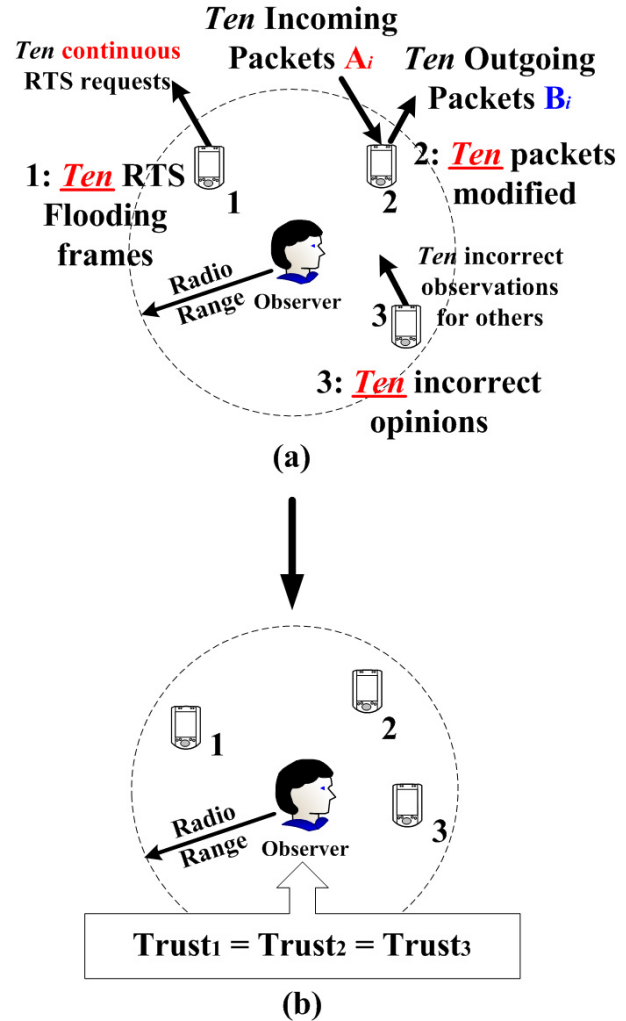 Ten Incoming
Packets Ai
Ten continuous
RTS requests
Ten Outgoing
Packets Bi
1: Ten RTS
Flooding
frames
1
2
2: Ten packets
modified
Radio
Range
Observer
Ten incorrect
observations
for others
3
3: Ten incorrect
opinions
(a)
1
2
3
Radio
Range
Observer
Trust1 = Trust2 = Trust3
(b)